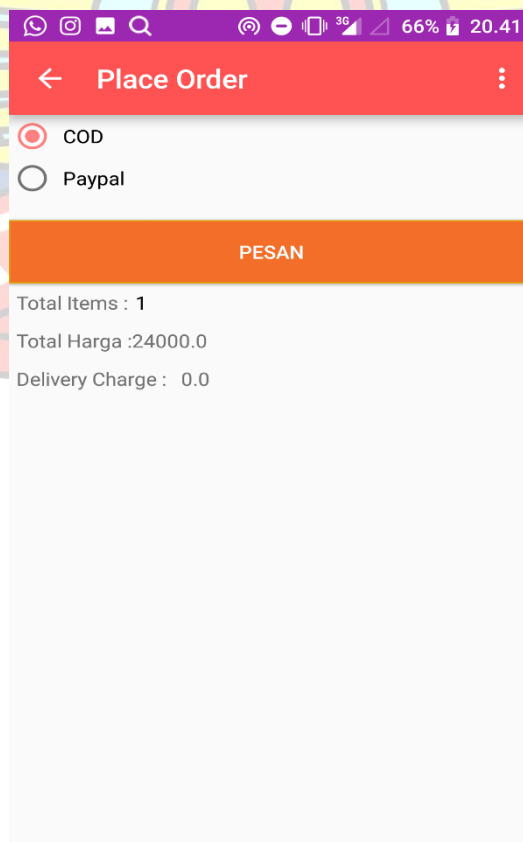 3G 66% 20.41
Place Order
COD
Paypal
PESAN
Total Items : 1
Total Harga :24000.0
Delivery Charge : 0.0